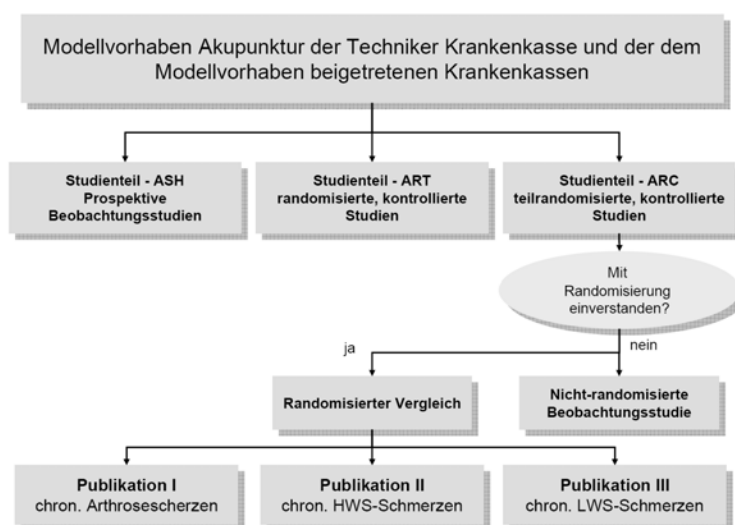 Modellvorhaben Akupunktur der Techniker Krankenkasse und der dem
Modellvorhaben beigetretenen Krankenkassen
Studienteil - ASH
Prospektive
Beobachtungsstudien
Studienteil - ART
randomisierte, kontrollierte
Studien
Studienteil - ARC
teilrandomisierte, kontrollierte
Studien
Mit
Randomisierung
einverstanden?
ja
nein
Randomisierter Vergleich
Nicht-randomisierte
Beobachtungsstudie
Publikation I
chron. Arthrosescherzen
Publikation II
chron. HWS-Schmerzen
Publikation III
chron. LWS-Schmerzen